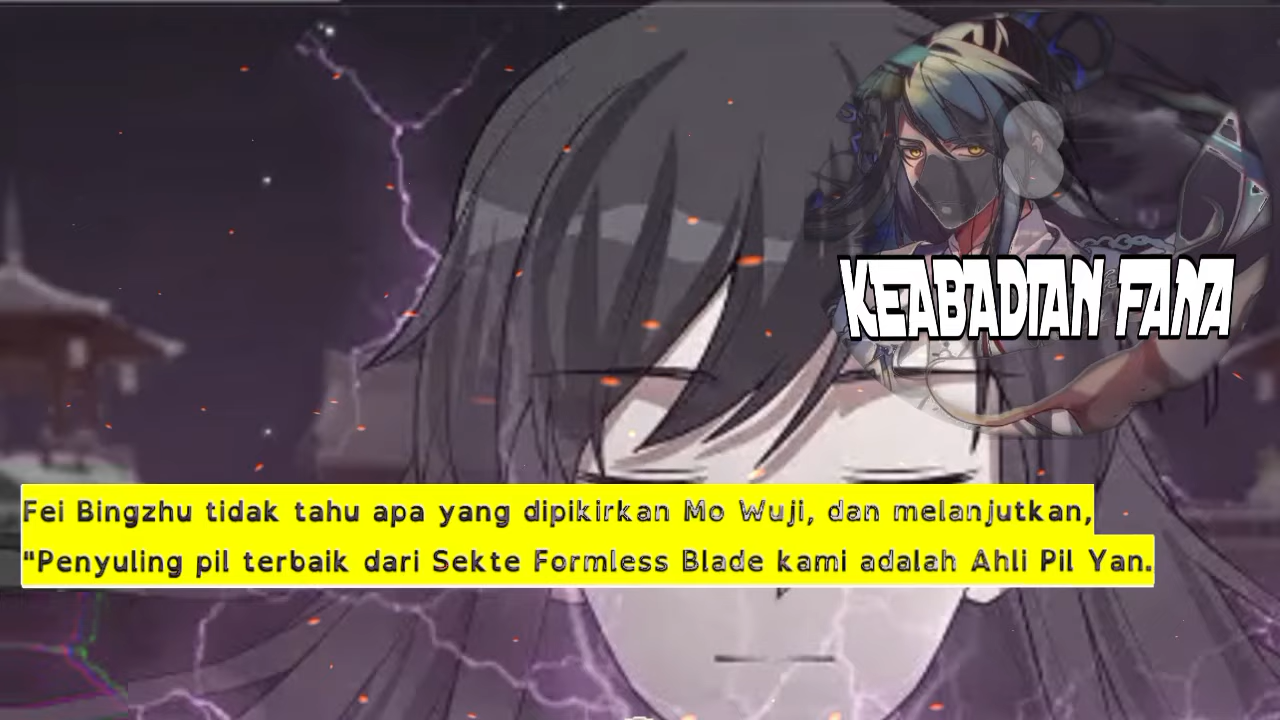 KEABADIAN FANA
Fei Bingzhu tidak tahu apa yang dipikirkan Mo Wuji, dan melanjutkan,
"Penyuling pil terbaik dari Sekte Formless Blade kami adalah Ahli Pil Yan.